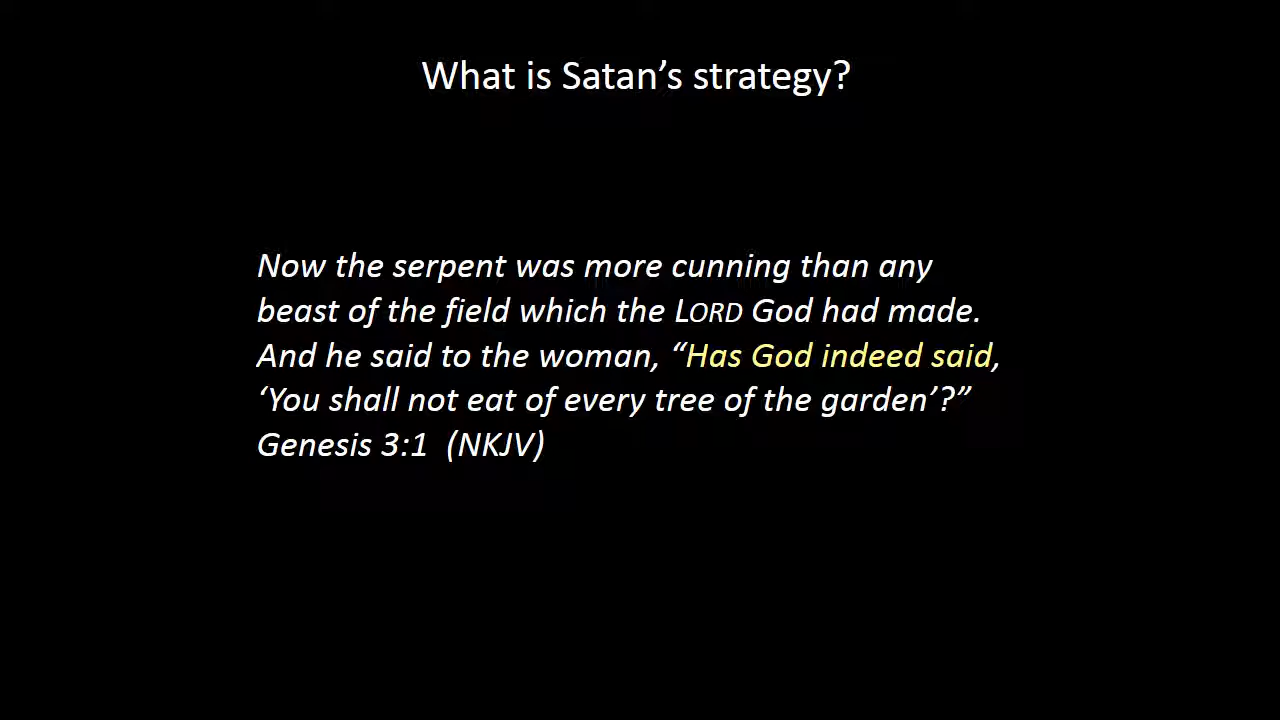 What is Satan’s strategy?
Now the serpent was more cunning than any
beast of the field which the LORD God had made.
And he said to the woman, “Has God indeed said,
‘You shall not eat of every tree of the garden’?”
Genesis 3:1 (NKJV)